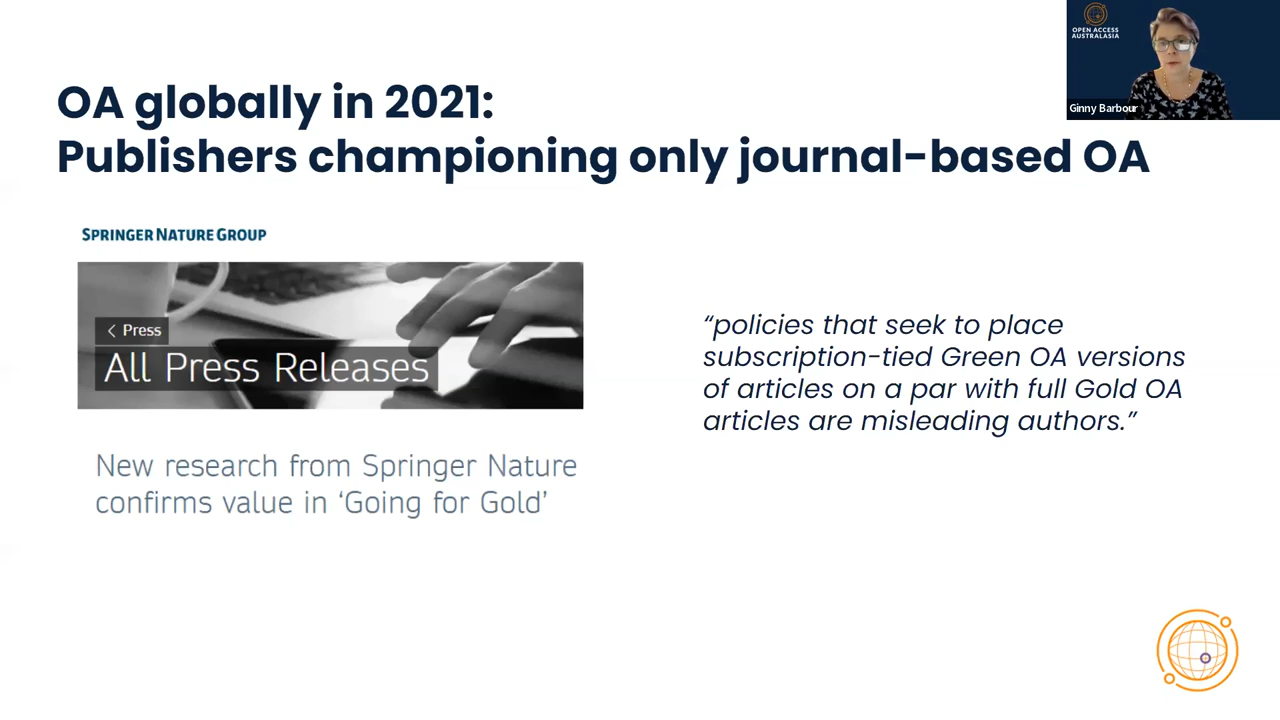 OPEN ACCESS
AUSTRALASIA
Ginny Barbour
OA globally in 2021:
Publishers championing only journal-based OA
SPRINGER NATURE GROUP
< Press
All Press Releases
New research from Springer Nature
confirms value in ‘Going for Gold’
“policies that seek to place
subscription-tied Green OA versions
of articles on a par with full Gold OA
articles are misleading authors.”